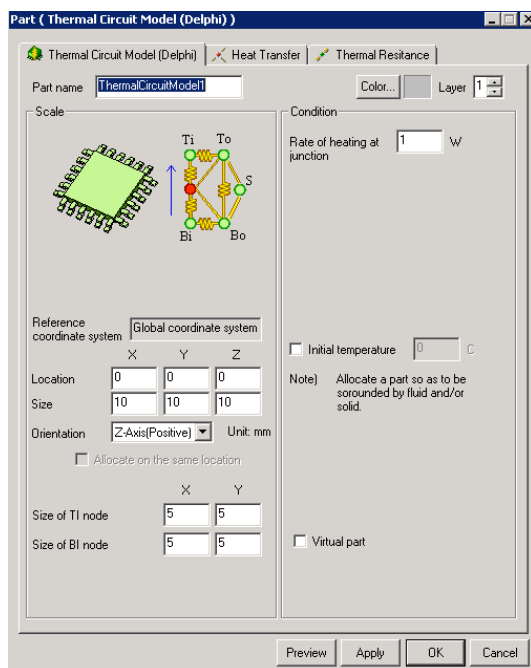 Part ( Thermal Circuit Model (Delphi) )
Thermal Circuit Model (Delphi) Heat Transfer Thermal Resitance
Part name ThermalCircuitModel1 Color... Layer 1
Scale
Ti To
S
Bi Bo
Reference coordinate system Global coordinate system
X Y Z
Location 0 0 0
Size 10 10 10
Orientation Z-Axis(Positive) Unit: mm
Allocate on the same location
X Y
Size of TI node 5 5
Size of BI node 5 5
Condition
Rate of heating at junction 1 W
Initial temperature 0 C
Note) Allocate a part so as to be
sorounded by fluid and/or
solid.
Virtual part
Preview Apply OK Cancel